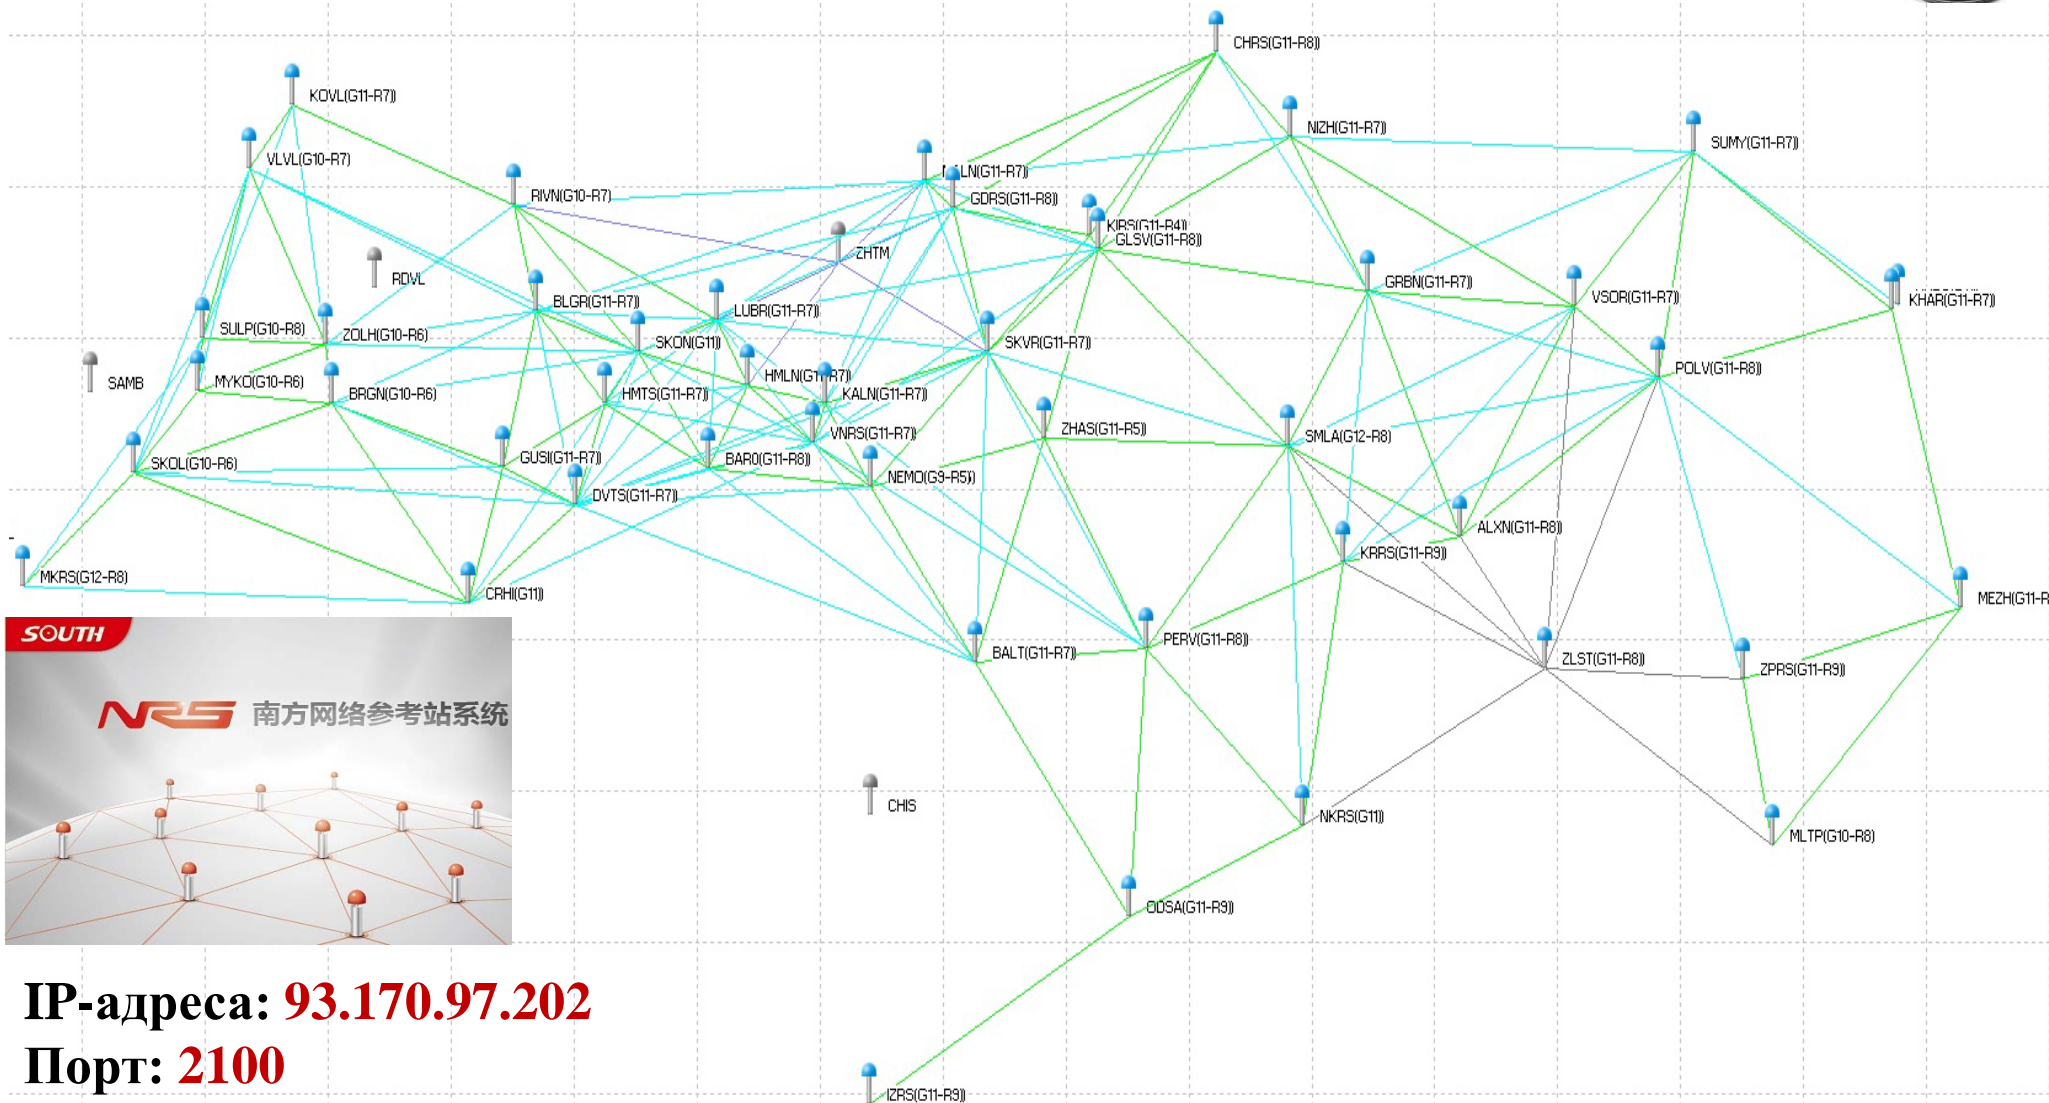 CHRS(G11-R8))
KOVL(G11-R7))
NIZH(G11-R7))
SUMY(G11-R7))
VLVL(G10-R7)
RIVN(G10-R7)
GDRS(G11-R8))
KIRS(G11-R4))
GLSV(G11-R8))
ZHTM
RDVL
GRBN(G11-R7))
VSOR(G11-R7))
KHAR(G11-R7))
BLGR(G11-R7))
LUBR(G11-R7))
SULP(G10-R8)
ZOLH(G10-R6)
SKON(G11))
SKVR(G11-R7))
POLV(G11-R8))
SAMB
MYKO(G10-R6)
BRGN(G10-R6)
HMTS(G11-R7))
KALN(G11-R7))
VNRS(G11-R7))
ZHAS(G11-R5))
SMLA(G12-R8)
SKOL(G10-R6)
GUSI(G11-R7))
BARO(G11-R8))
NEMO(G9-R5))
DVTS(G11-R7))
ALXN(G11-R8))
KRRS(G11-R9))
MKRS(G12-R8)
CRHI(G11))
MEZH(G11-R
PERV(G11-R8))
BALT(G11-R7))
ZLST(G11-R8))
ZPRS(G11-R9))
SOUTH
NRS 南方网络参考站系统
CHIS
NKRS(G11))
MLTP(G10-R8)
ODSA(G11-R9))
IP-адреса: 93.170.97.202
Порт: 2100
IZRS(G11-R9))